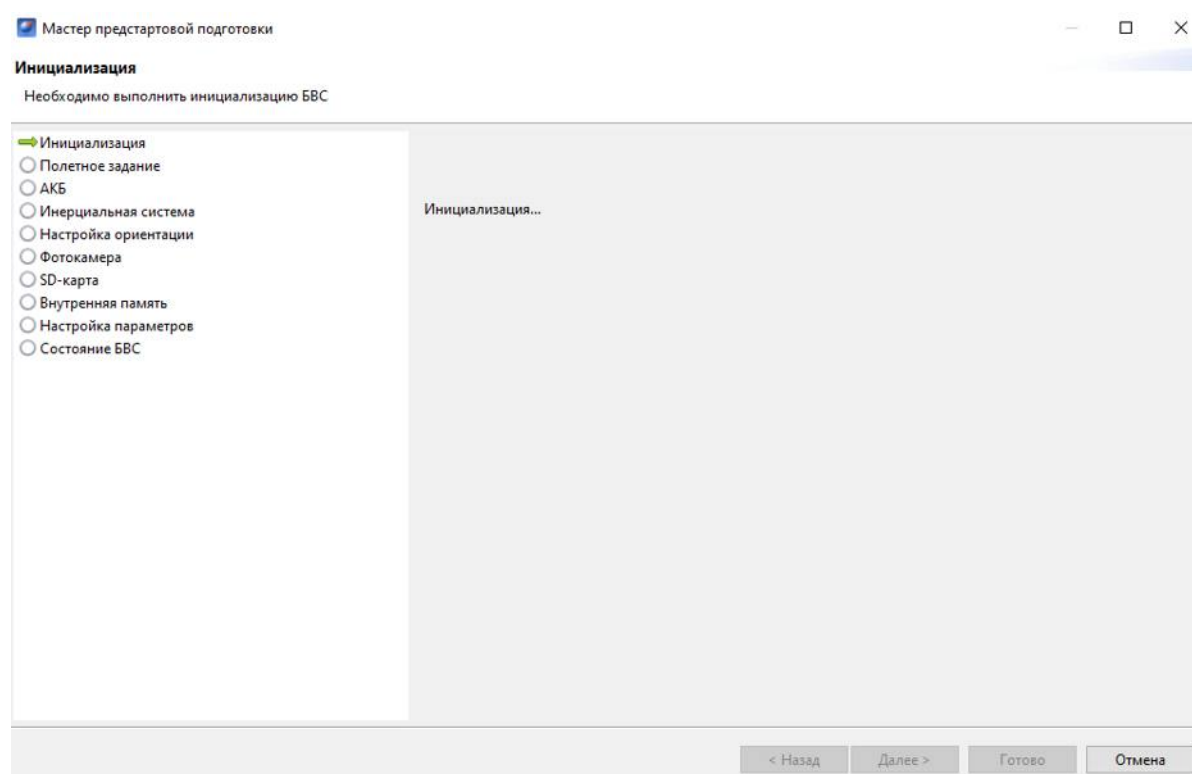 Мастер предстартовой подготовки
Инициализация
Необходимо выполнить инициализацию БВС
Инициализация
Полетное задание
АКБ
Инерциальная система
Настройка ориентации
Фотокамера
SD-карта
Внутренняя память
Настройка параметров
Состояние БВС
Инициализация...
< Назад
Далее >
Готово
Отмена